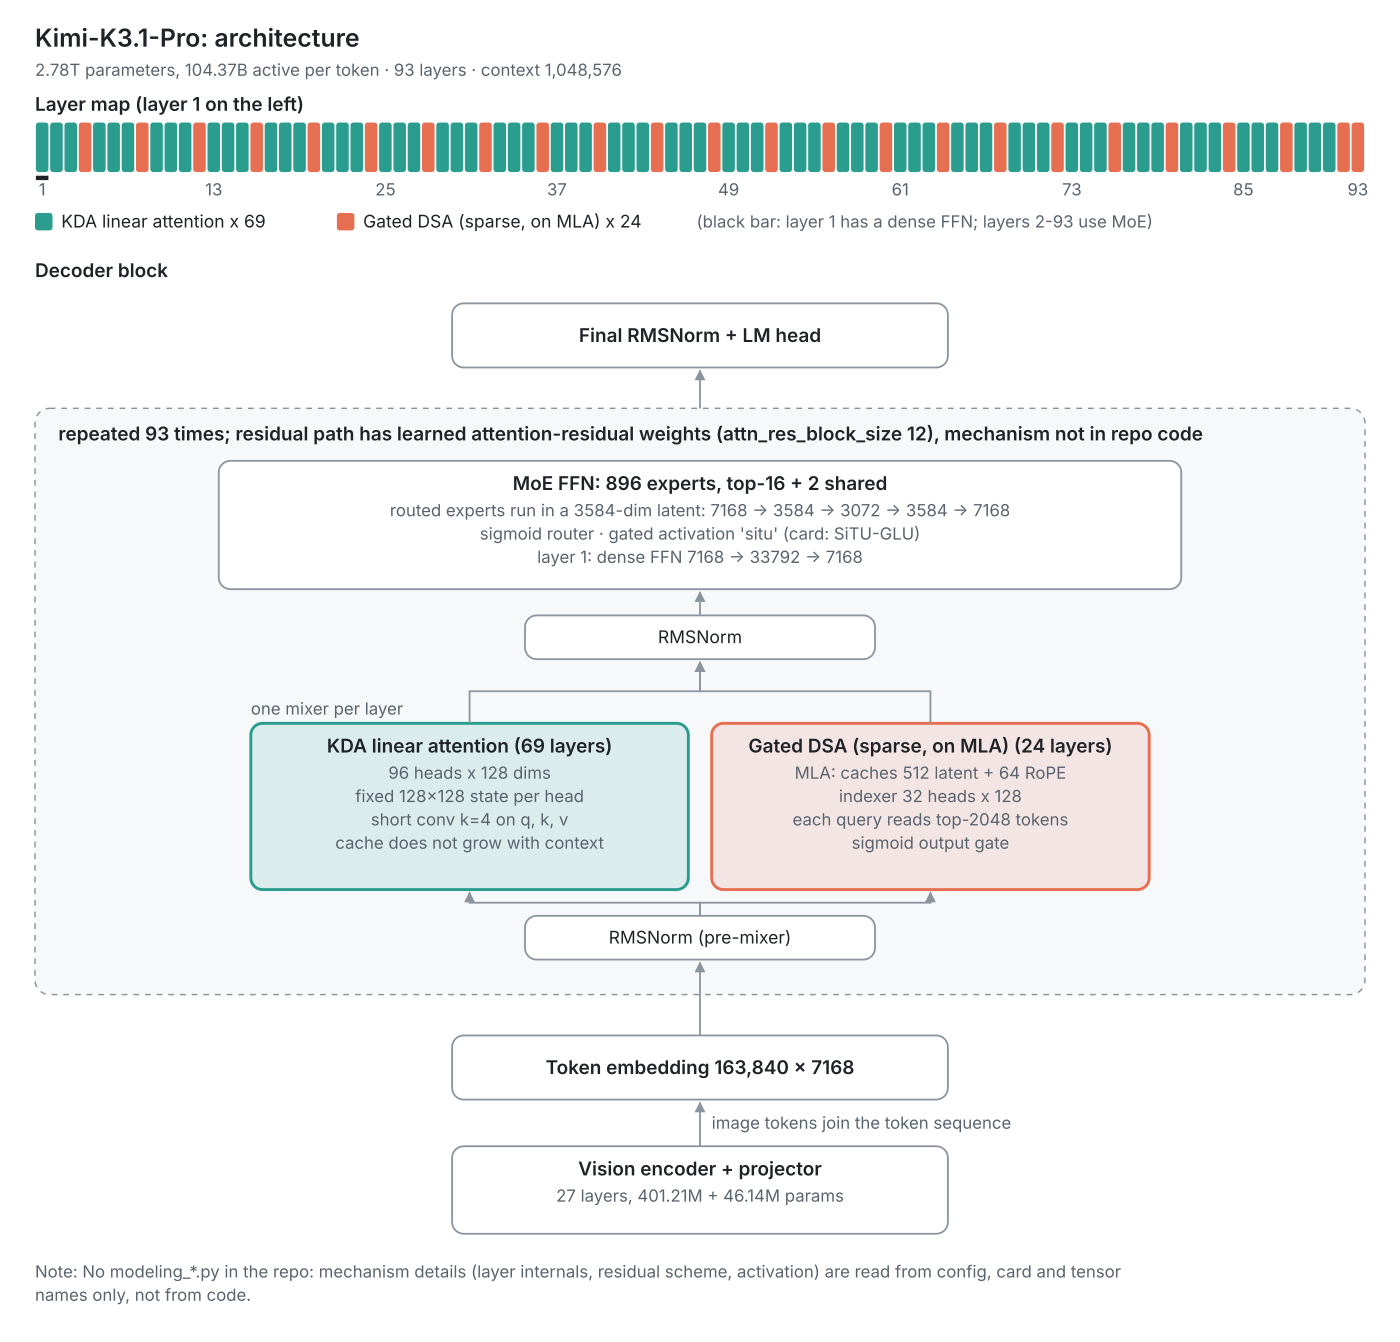 Kimi-K3.1-Pro: architecture
2.78T parameters, 104.37B active per token · 93 layers · context 1,048,576
Layer map (layer 1 on the left)
1 13 25 37 49 61 73 85 93
KDA linear attention x 69 Gated DSA (sparse, on MLA) x 24 (black bar: layer 1 has a dense FFN; layers 2-93 use MoE)
Decoder block
Final RMSNorm + LM head
repeated 93 times; residual path has learned attention-residual weights (attn_res_block_size 12), mechanism not in repo code
MoE FFN: 896 experts, top-16 + 2 shared
routed experts run in a 3584-dim latent: 7168 → 3584 → 3072 → 3584 → 7168
sigmoid router · gated activation 'situ' (card: SiTU-GLU)
layer 1: dense FFN 7168 → 33792 → 7168
RMSNorm
one mixer per layer
KDA linear attention (69 layers)
96 heads x 128 dims
fixed 128×128 state per head
short conv k=4 on q, k, v
cache does not grow with context
Gated DSA (sparse, on MLA) (24 layers)
MLA: caches 512 latent + 64 RoPE
indexer 32 heads x 128
each query reads top-2048 tokens
sigmoid output gate
RMSNorm (pre-mixer)
Token embedding 163,840 × 7168
image tokens join the token sequence
Vision encoder + projector
27 layers, 401.21M + 46.14M params
Note: No modeling_*.py in the repo: mechanism details (layer internals, residual scheme, activation) are read from config, card and tensor
names only, not from code.